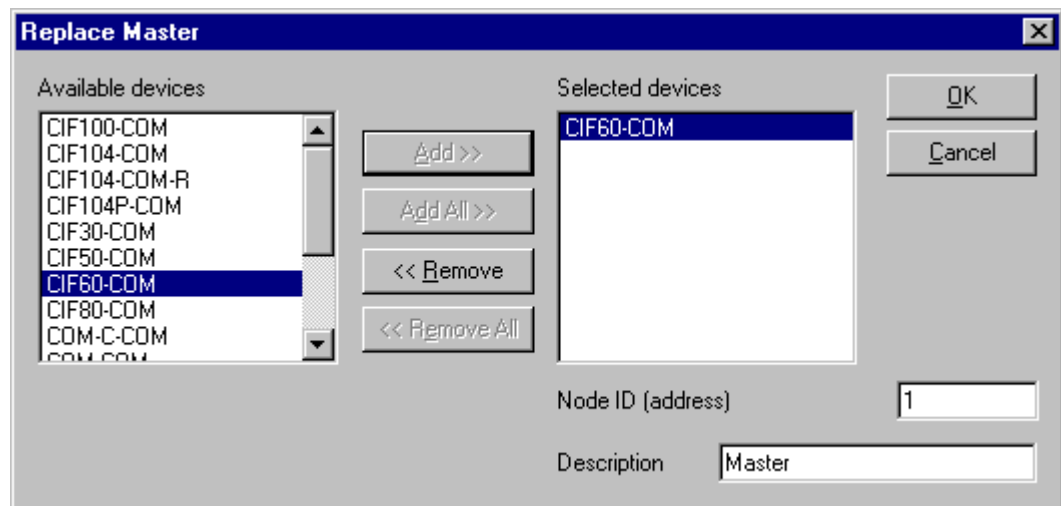 Replace Master
Available devices
CIF100-COM
CIF104-COM
CIF104-COM-R
CIF104P-COM
CIF30-COM
CIF50-COM
CIF60-COM
CIF80-COM
COM-C-COM
COM-COM
Add >>
Add All >>
<< Remove
<< Remove All
Selected devices
CIF60-COM
OK
Cancel
Node ID (address)
1
Description
Master